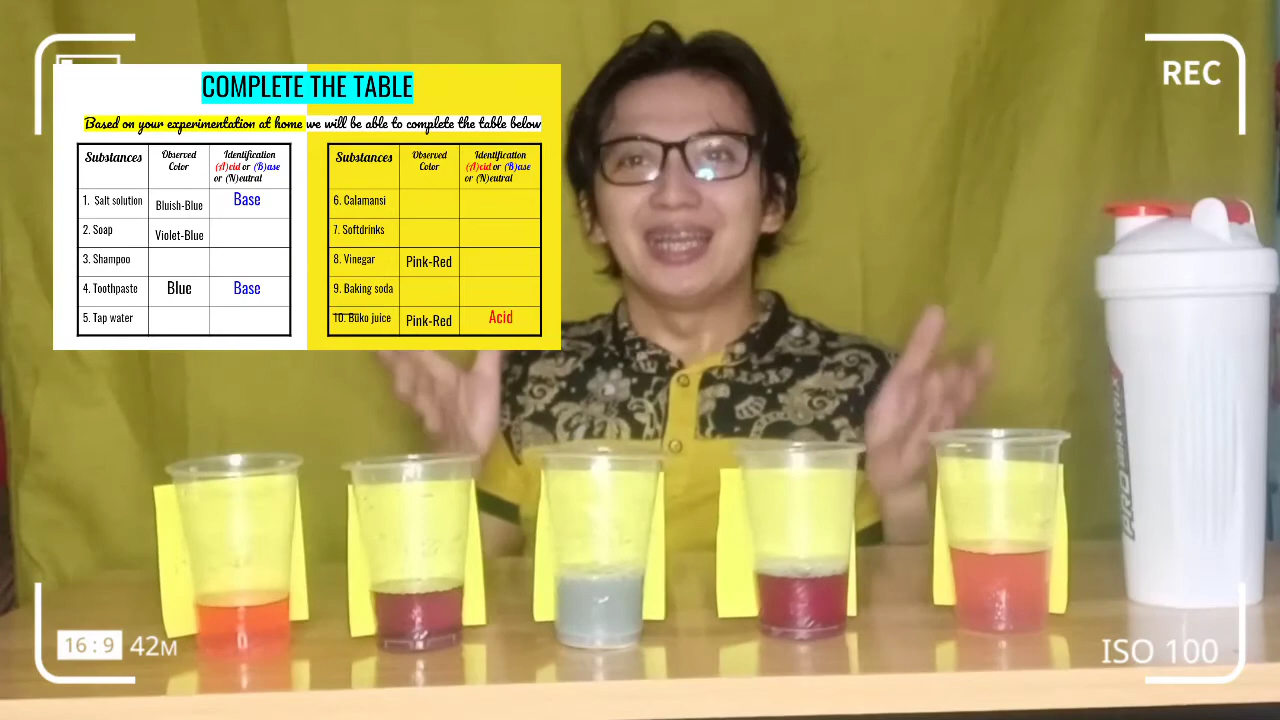 REC
COMPLETE THE TABLE
Based on your experimentation at home we will be able to complete the table below
Substances Observed Color Identification (A)cid or (B)ase or (N)eutral
1. Salt solution Bluish-Blue Base
2. Soap Violet-Blue
3. Shampoo
4. Toothpaste Blue Base
5. Tap water
Substances Observed Color Identification (A)cid or (B)ase or (N)eutral
6. Calamansi
7. Softdrinks
8. Vinegar Pink-Red
9. Baking soda
10. Buko juice Pink-Red Acid
16:9 42M
ISO 100